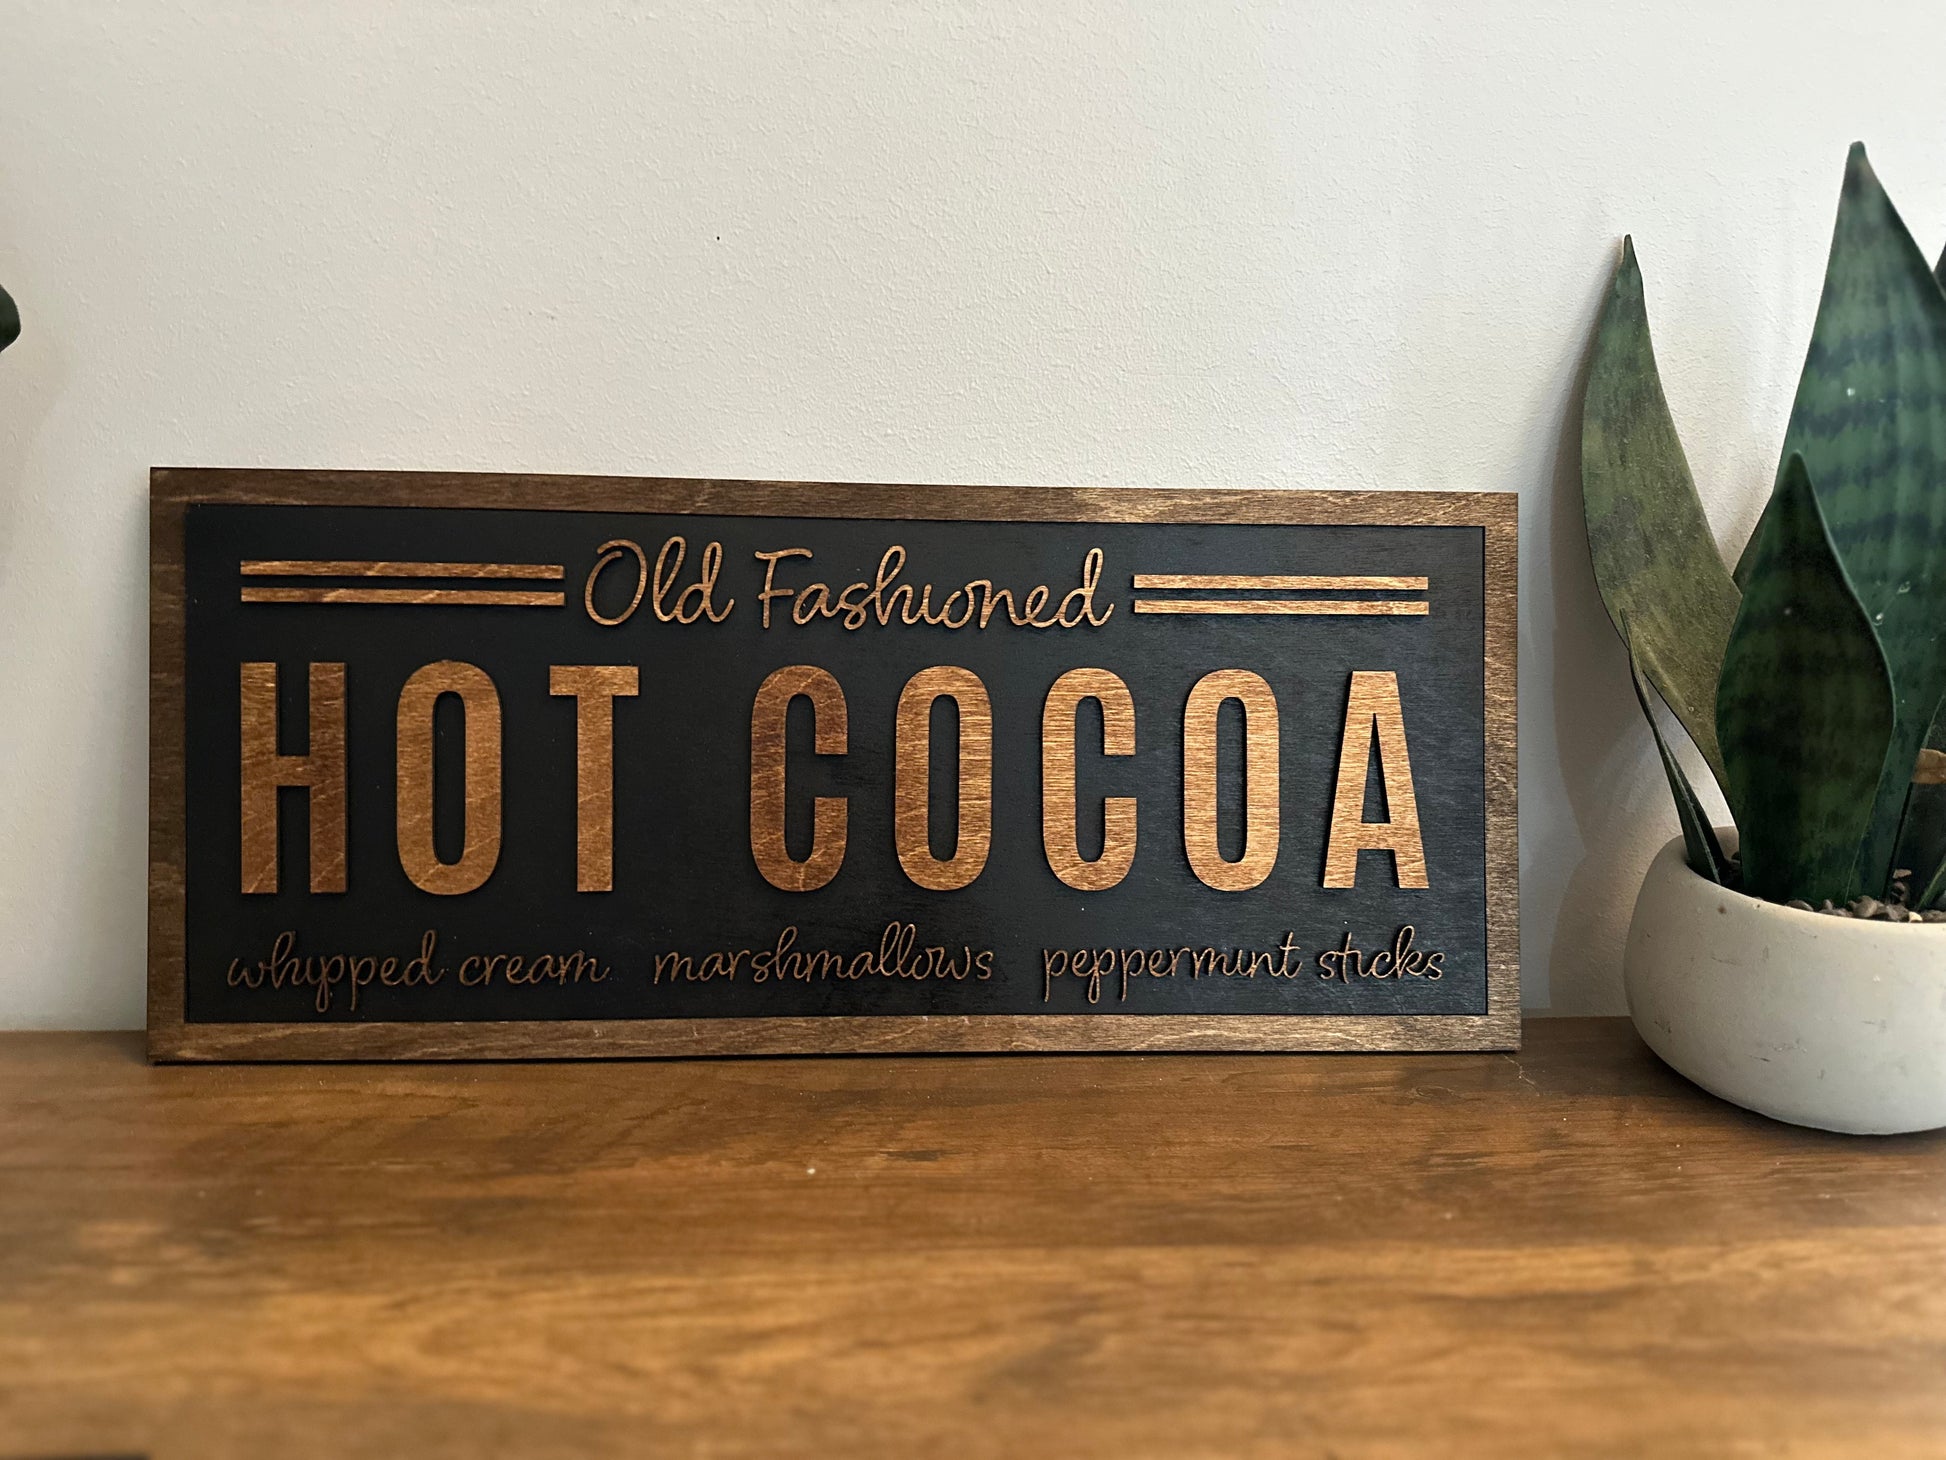 Old Fashioned
HOT COCOA
whipped cream marshmallows peppermint sticks